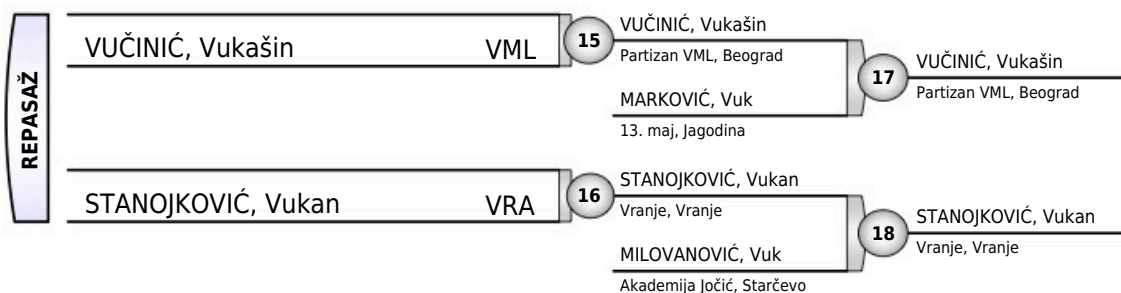 REPASAŽ
VUČINIĆ, Vukašin VML
15
VUČINIĆ, Vukašin
Partizan VML, Beograd
MARKOVIĆ, Vuk
13. maj, Jagodina
17
VUČINIĆ, Vukašin
Partizan VML, Beograd
STANOJKOVIĆ, Vukan VRA
16
STANOJKOVIĆ, Vukan
Vranje, Vranje
MILOVANOVIĆ, Vuk
Akademija Jočić, Starčevo
18
STANOJKOVIĆ, Vukan
Vranje, Vranje